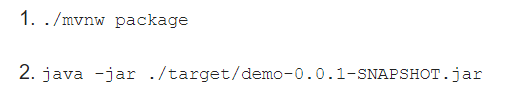 1. ./mvnw package
2. java -jar ./target/demo-0.0.1-SNAPSHOT.jar